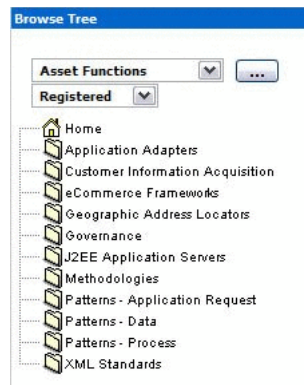 Browse Tree
Asset Functions
...
Registered
Home
Application Adapters
Customer Information Acquisition
eCommerce Frameworks
Geographic Address Locators
Governance
J2EE Application Servers
Methodologies
Patterns - Application Request
Patterns - Data
Patterns - Process
XML Standards